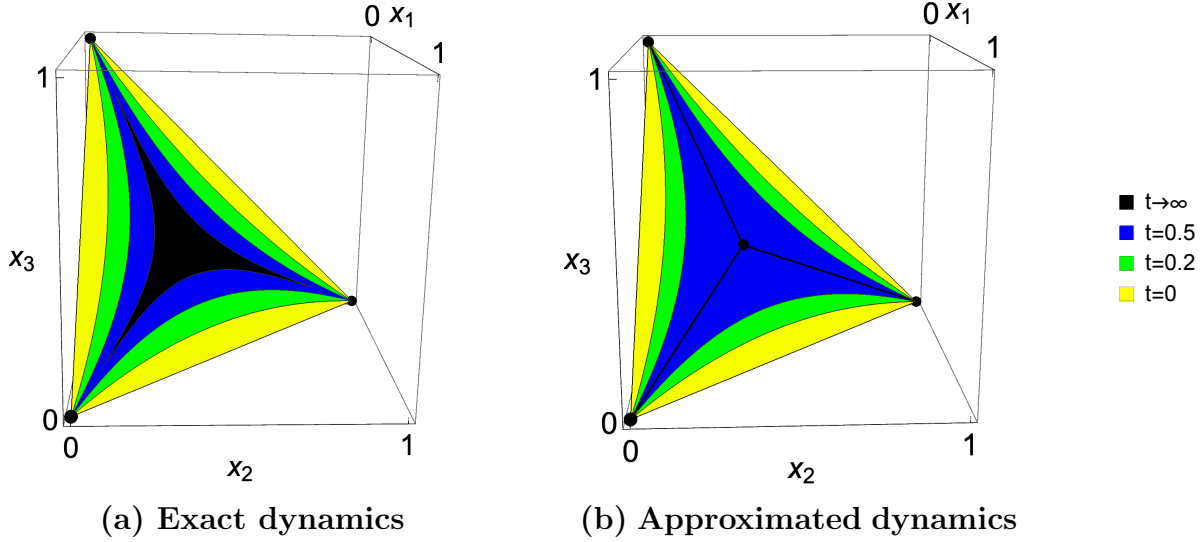 0 x1
1
1
x3
0
0
1
x2
(a) Exact dynamics
0 x1
1
1
x3
0
0
1
x2
(b) Approximated dynamics
t→∞
t=0.5
t=0.2
t=0